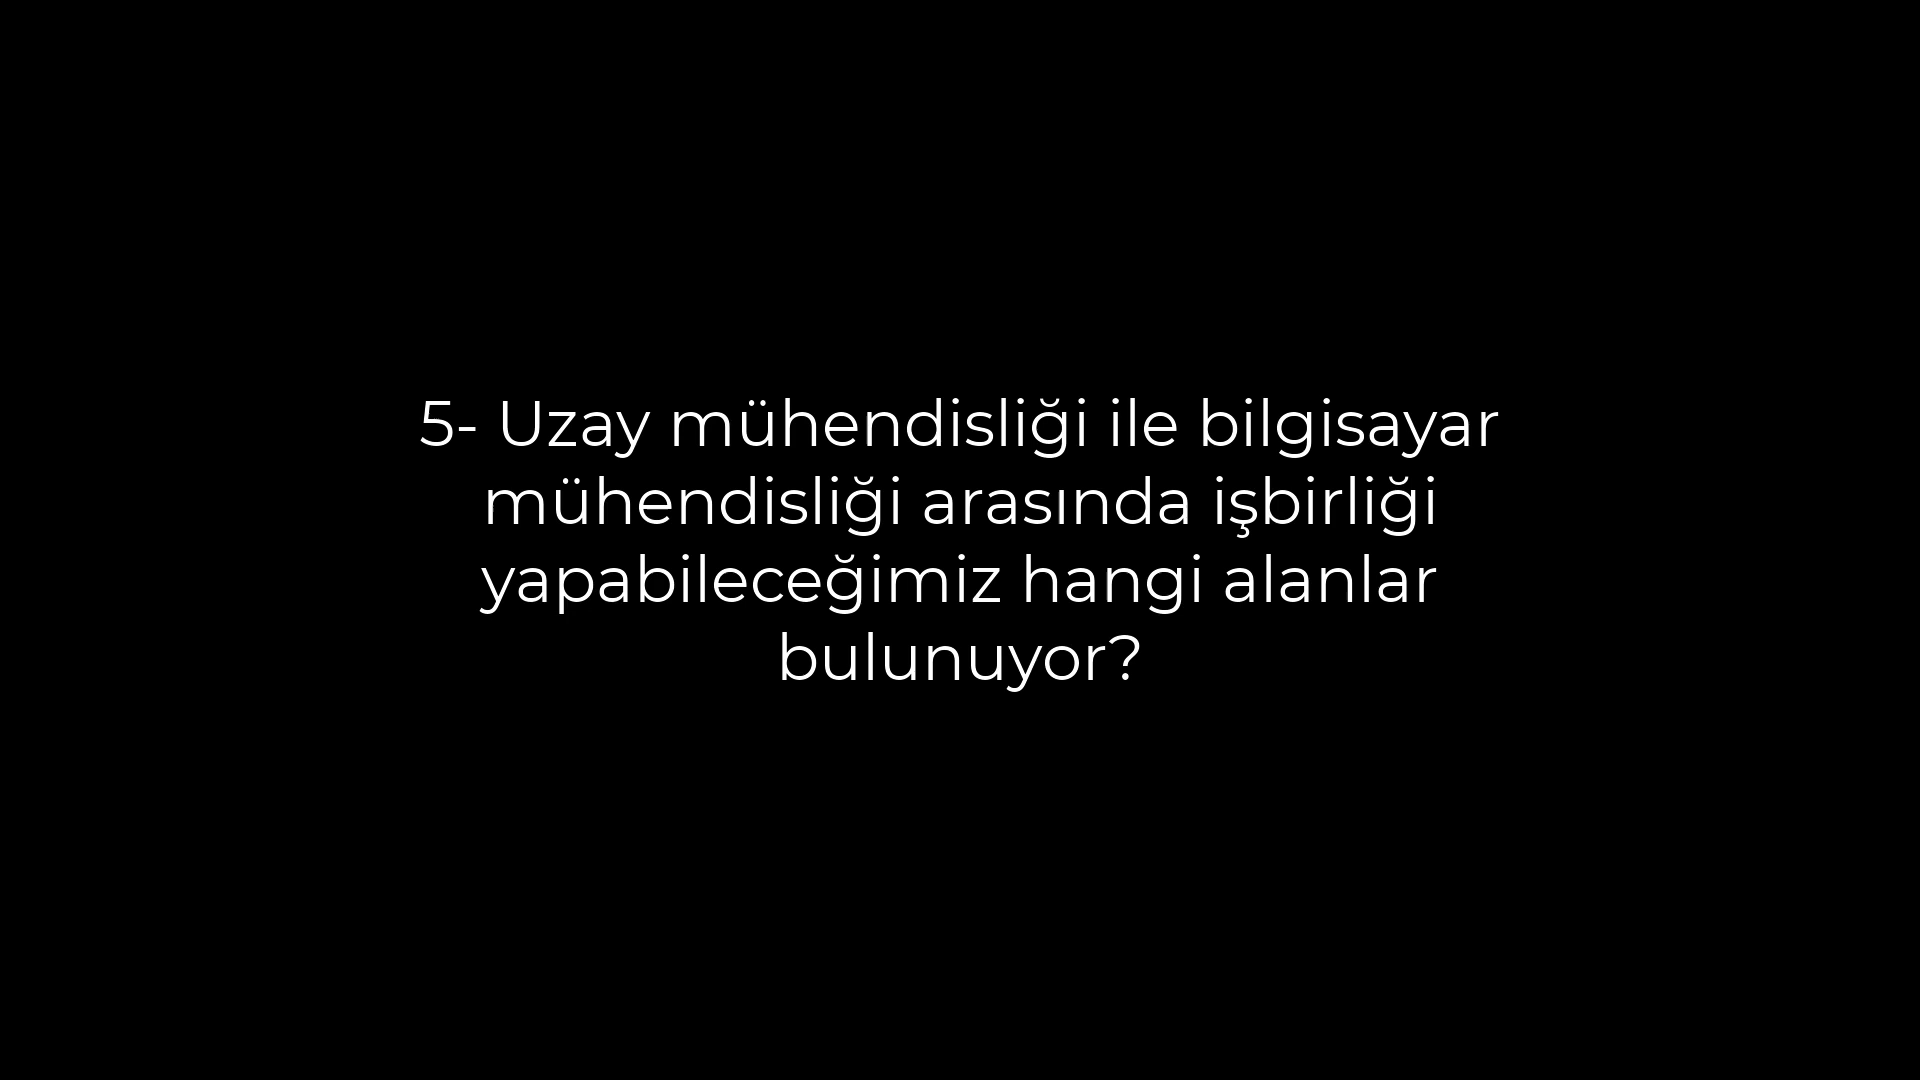 5- Uzay mühendisliği ile bilgisayar
mühendisliği arasında işbirliği
yapabileceğimiz hangi alanlar
bulunuyor?